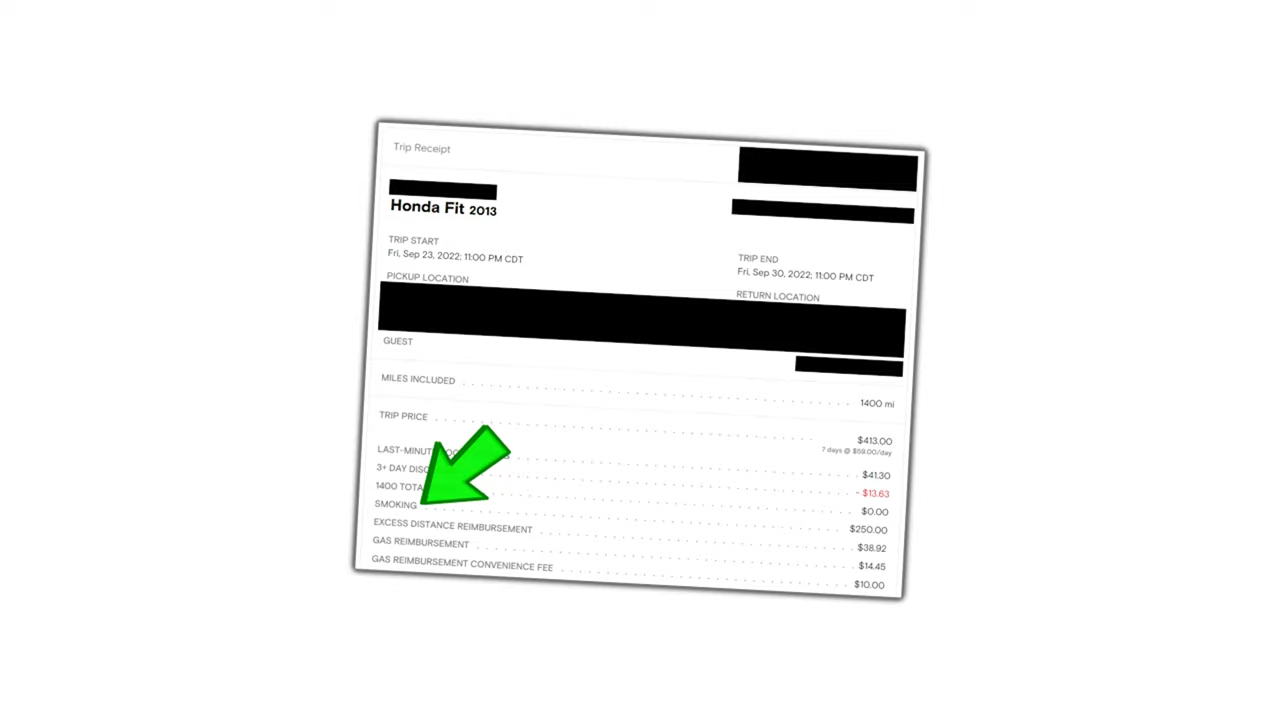 Trip Receipt
Honda Fit 2013
TRIP START
Fri, Sep 23, 2022; 11:00 PM CDT
TRIP END
Fri, Sep 30, 2022; 11:00 PM CDT
PICKUP LOCATION
RETURN LOCATION
GUEST
MILES INCLUDED 1400 mi
TRIP PRICE $413.00
7 days @ $59.00/day
$41.30
3+ DAY - $13.63
1400 $0.00
SMOKING $250.00
EXCESS DISTANCE REIMBURSEMENT $38.92
GAS REIMBURSEMENT $14.45
GAS REIMBURSEMENT CONVENIENCE FEE $10.00